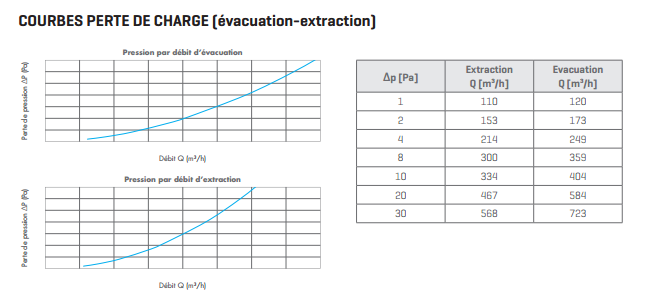 COURBES PERTE DE CHARGE (évacuation-extraction)
Pression par débit d'évacuation
Perte de pression ΔP (Pa)
Débit Q (m³/h)
Pression par débit d'extraction
Perte de pression ΔP (Pa)
Débit Q (m³/h)
Δp [Pa] Extraction Q [m³/h] Evacuation Q [m³/h]
1 110 120
2 153 173
4 214 249
8 300 359
10 334 404
20 467 584
30 568 723